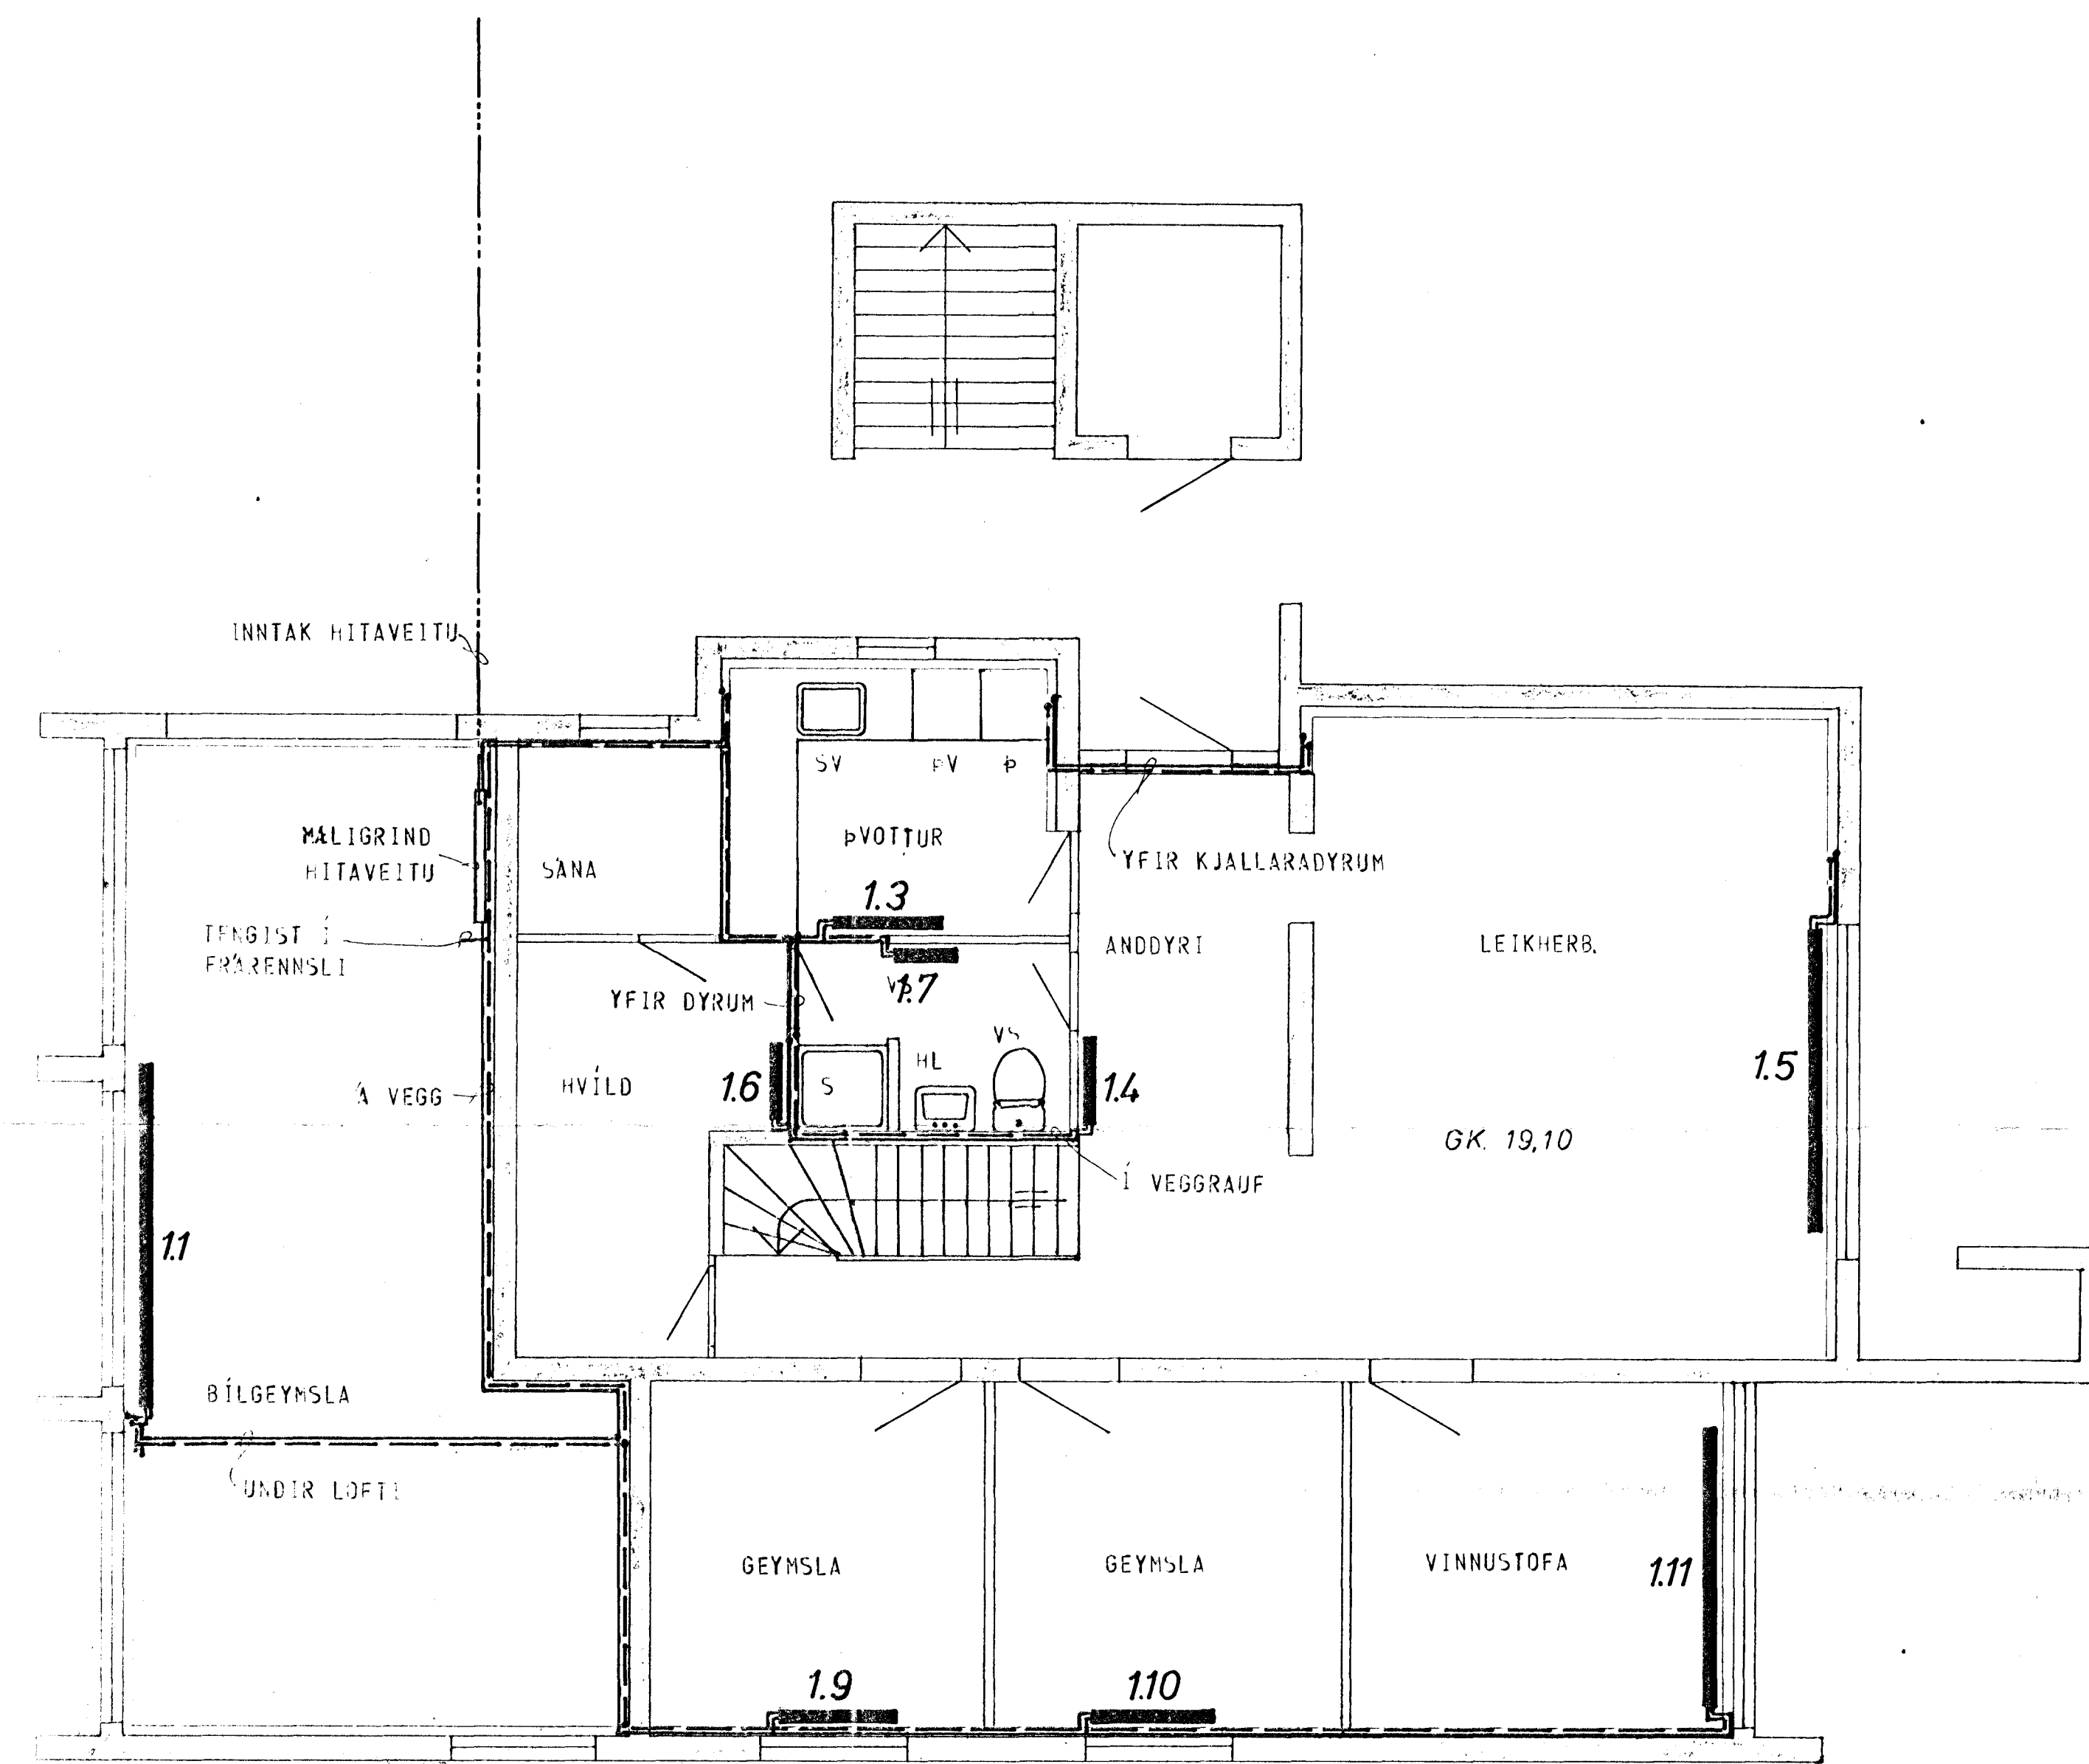 INNTAK HITAVEITU
SV ÞV Þ
MÆLIGRIND
HITAVEITU
SÁNA
ÞVOTTUR
YFIR KJALLARADYRUM
1.3
TENGIST Í
FRÁRENNSLI
ANDDYRI
LEIKHERB.
YFIR DYRUM
1.7
VS
HL
Á VEGG
HVÍLD
1.6
S
1.4
1.5
GK. 19,10
Í VEGGRAUF
1.1
BÍLGEYMSLA
UNDIR LOFTI
GEYMSLA
GEYMSLA
VINNUSTOFA
1.11
1.9
1.10